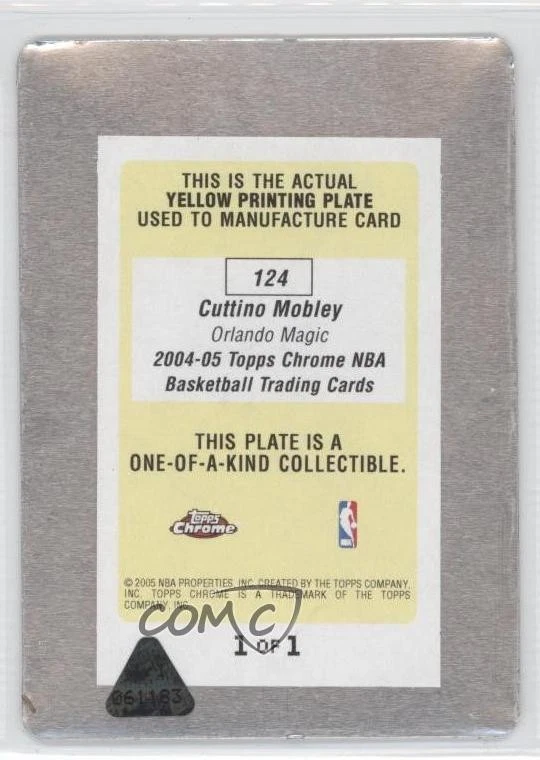 THIS IS THE ACTUAL
YELLOW PRINTING PLATE
USED TO MANUFACTURE CARD
124
Cuttino Mobley
Orlando Magic
2004-05 Topps Chrome NBA
Basketball Trading Cards
THIS PLATE IS A
ONE-OF-A-KIND COLLECTIBLE.
Topps
Chrome
© 2005 NBA PROPERTIES, INC. CREATED BY THE TOPPS COMPANY,
INC. TOPPS CHROME IS A TRADEMARK OF THE TOPPS
COMPANY, INC.
COMC
1 OF 1
061183